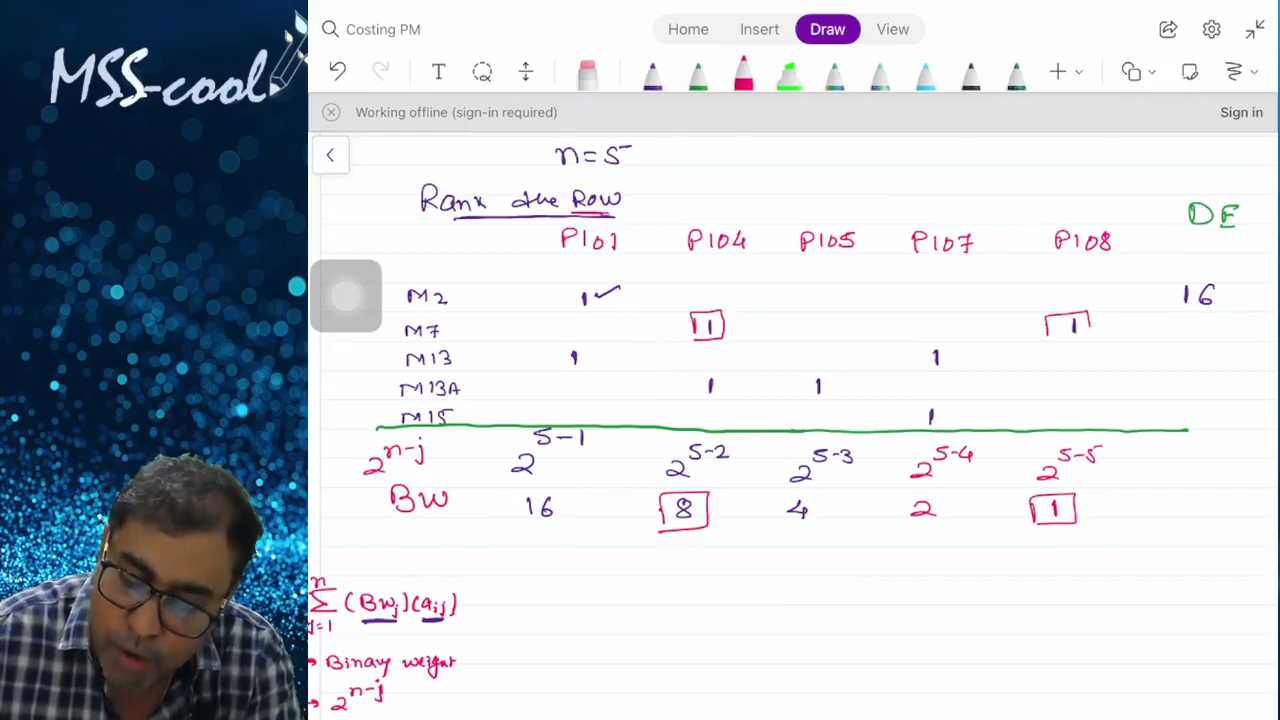 MSS-cool
Costing PM
Home Insert Draw View
T
Working offline (sign-in required) Sign in
n=5
Rank the Row
DE
P101 P104 P105 P107 P108
M2 1 16
M7 1 1
M13 1 1
M13A 1 1
M15 1
2^{n-j} 2^{5-1} 2^{5-2} 2^{5-3} 2^{5-4} 2^{5-5}
BW 16 8 4 2 1
n
Σ (BWj)(aij)
j=1
→ Binary weight
→ 2^{n-j}